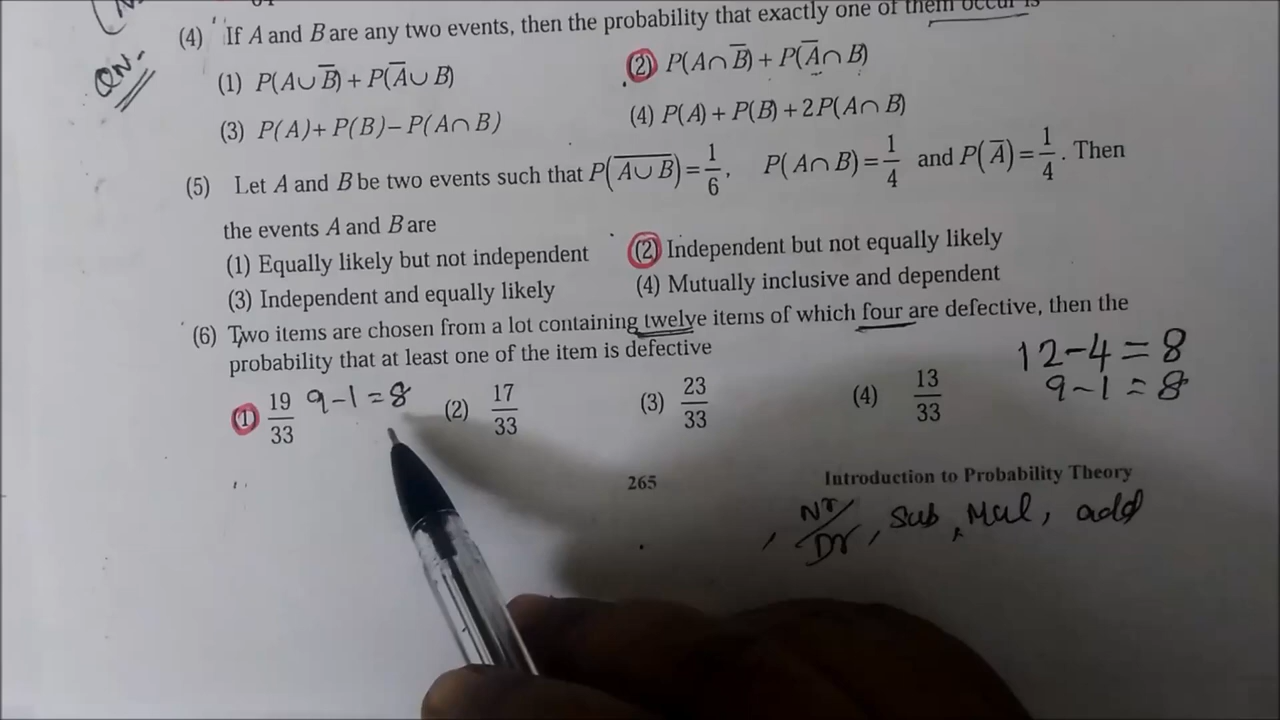 (4) If A and B are any two events, then the probability that exactly one of them occur is
QN.
(1) P(A∪B̅) + P(A̅∪B) (2) P(A∩B̅) + P(A̅∩B)
(3) P(A) + P(B) − P(A∩B) (4) P(A) + P(B) + 2P(A∩B)
(5) Let A and B be two events such that P(\overline{A∪B}) = 1/6, P(A∩B) = 1/4 and P(A̅) = 1/4. Then
the events A and B are
(1) Equally likely but not independent (2) Independent but not equally likely
(3) Independent and equally likely (4) Mutually inclusive and dependent
(6) Two items are chosen from a lot containing twelve items of which four are defective, then the
probability that at least one of the item is defective
12-4=8
9-1=8
(1) 19/33 9-1=8 (2) 17/33 (3) 23/33 (4) 13/33
265 Introduction to Probability Theory
, Nr/Dr, Sub, Mul, add